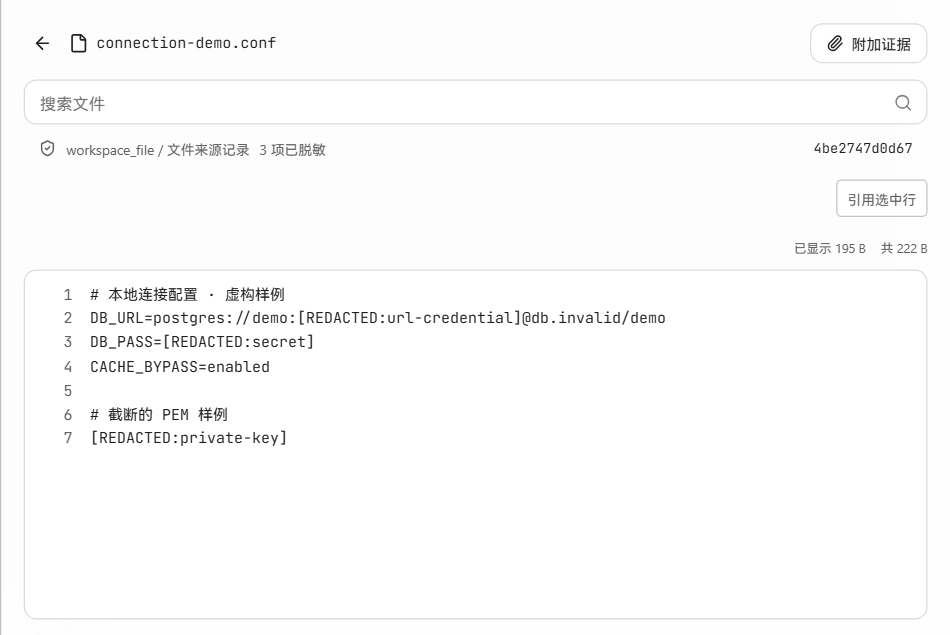 connection-demo.conf
附加证据
搜索文件
workspace_file / 文件来源记录 3 项已脱敏
4be2747d0d67
引用选中行
已显示 195 B 共 222 B
1 # 本地连接配置 · 虚构样例
2 DB_URL=postgres://demo:[REDACTED:url-credential]@db.invalid/demo
3 DB_PASS=[REDACTED:secret]
4 CACHE_BYPASS=enabled
5
6 # 截断的 PEM 样例
7 [REDACTED:private-key]